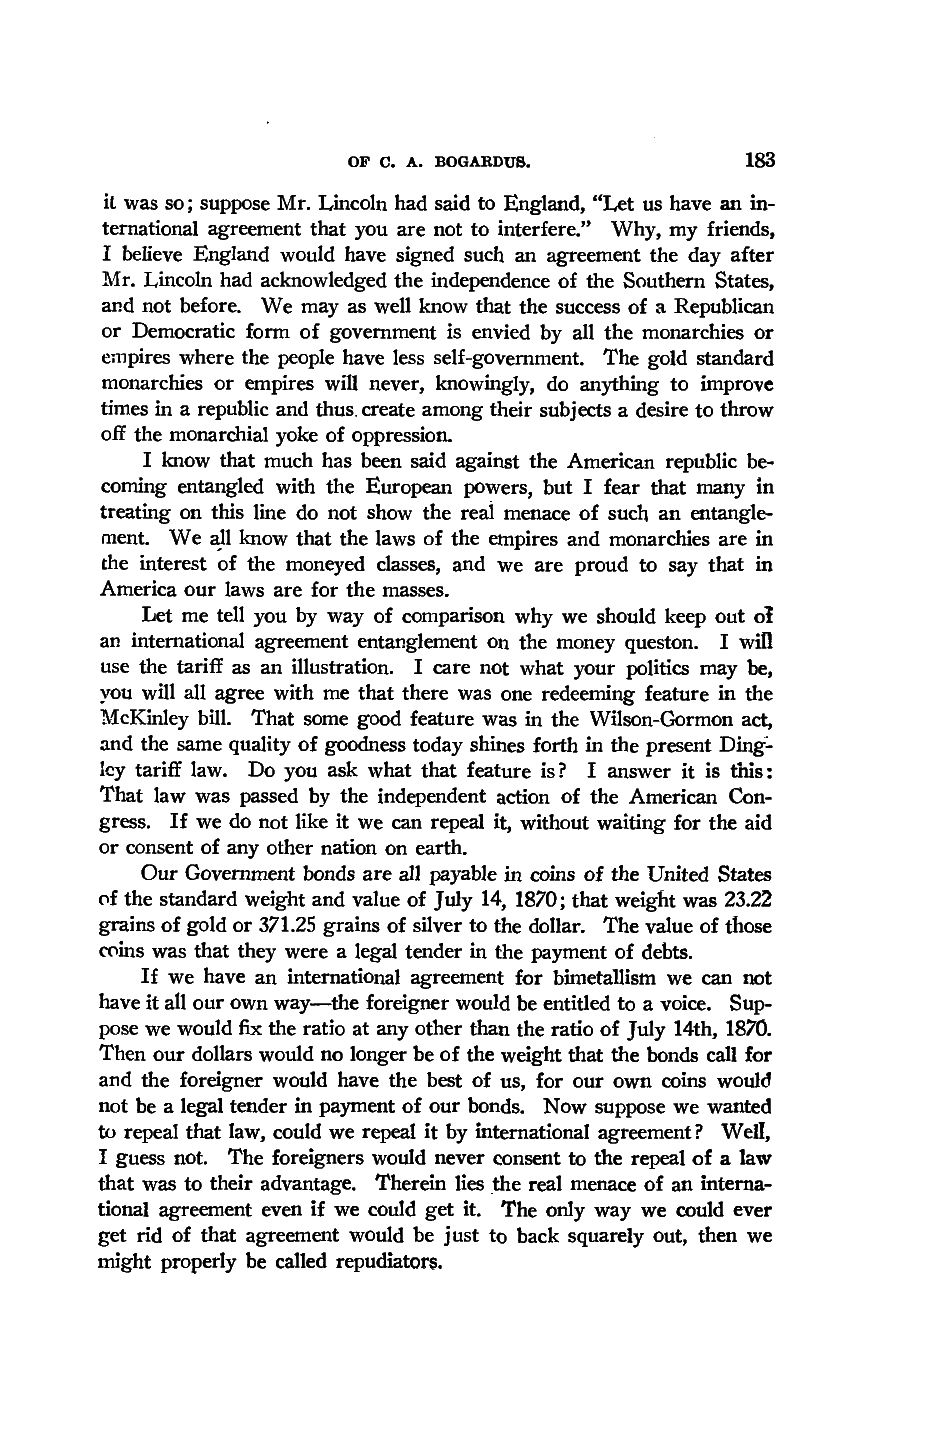 OF C. A. BOGARDUS. 183
it was so; suppose Mr. Lincoln had said to England, “Let us have an in-
ternational agreement that you are not to interfere.” Why, my friends,
I believe England would have signed such an agreement the day after
Mr. Lincoln had acknowledged the independence of the Southern States,
and not before. We may as well know that the success of a Republican
or Democratic form of government is envied by all the monarchies or
empires where the people have less self-government. The gold standard
monarchies or empires will never, knowingly, do anything to improve
times in a republic and thus create among their subjects a desire to throw
off the monarchial yoke of oppression.
I know that much has been said against the American republic be-
coming entangled with the European powers, but I fear that many in
treating on this line do not show the real menace of such an entangle-
ment. We all know that the laws of the empires and monarchies are in
the interest of the moneyed classes, and we are proud to say that in
America our laws are for the masses.
Let me tell you by way of comparison why we should keep out of
an international agreement entanglement on the money queston. I will
use the tariff as an illustration. I care not what your politics may be,
you will all agree with me that there was one redeeming feature in the
McKinley bill. That some good feature was in the Wilson-Gormon act,
and the same quality of goodness today shines forth in the present Ding-
ley tariff law. Do you ask what that feature is? I answer it is this:
That law was passed by the independent action of the American Con-
gress. If we do not like it we can repeal it, without waiting for the aid
or consent of any other nation on earth.
Our Government bonds are all payable in coins of the United States
of the standard weight and value of July 14, 1870; that weight was 23.22
grains of gold or 371.25 grains of silver to the dollar. The value of those
coins was that they were a legal tender in the payment of debts.
If we have an international agreement for bimetallism we can not
have it all our own way—the foreigner would be entitled to a voice. Sup-
pose we would fix the ratio at any other than the ratio of July 14th, 1870.
Then our dollars would no longer be of the weight that the bonds call for
and the foreigner would have the best of us, for our own coins would
not be a legal tender in payment of our bonds. Now suppose we wanted
to repeal that law, could we repeal it by international agreement? Well,
I guess not. The foreigners would never consent to the repeal of a law
that was to their advantage. Therein lies the real menace of an interna-
tional agreement even if we could get it. The only way we could ever
get rid of that agreement would be just to back squarely out, then we
might properly be called repudiators.